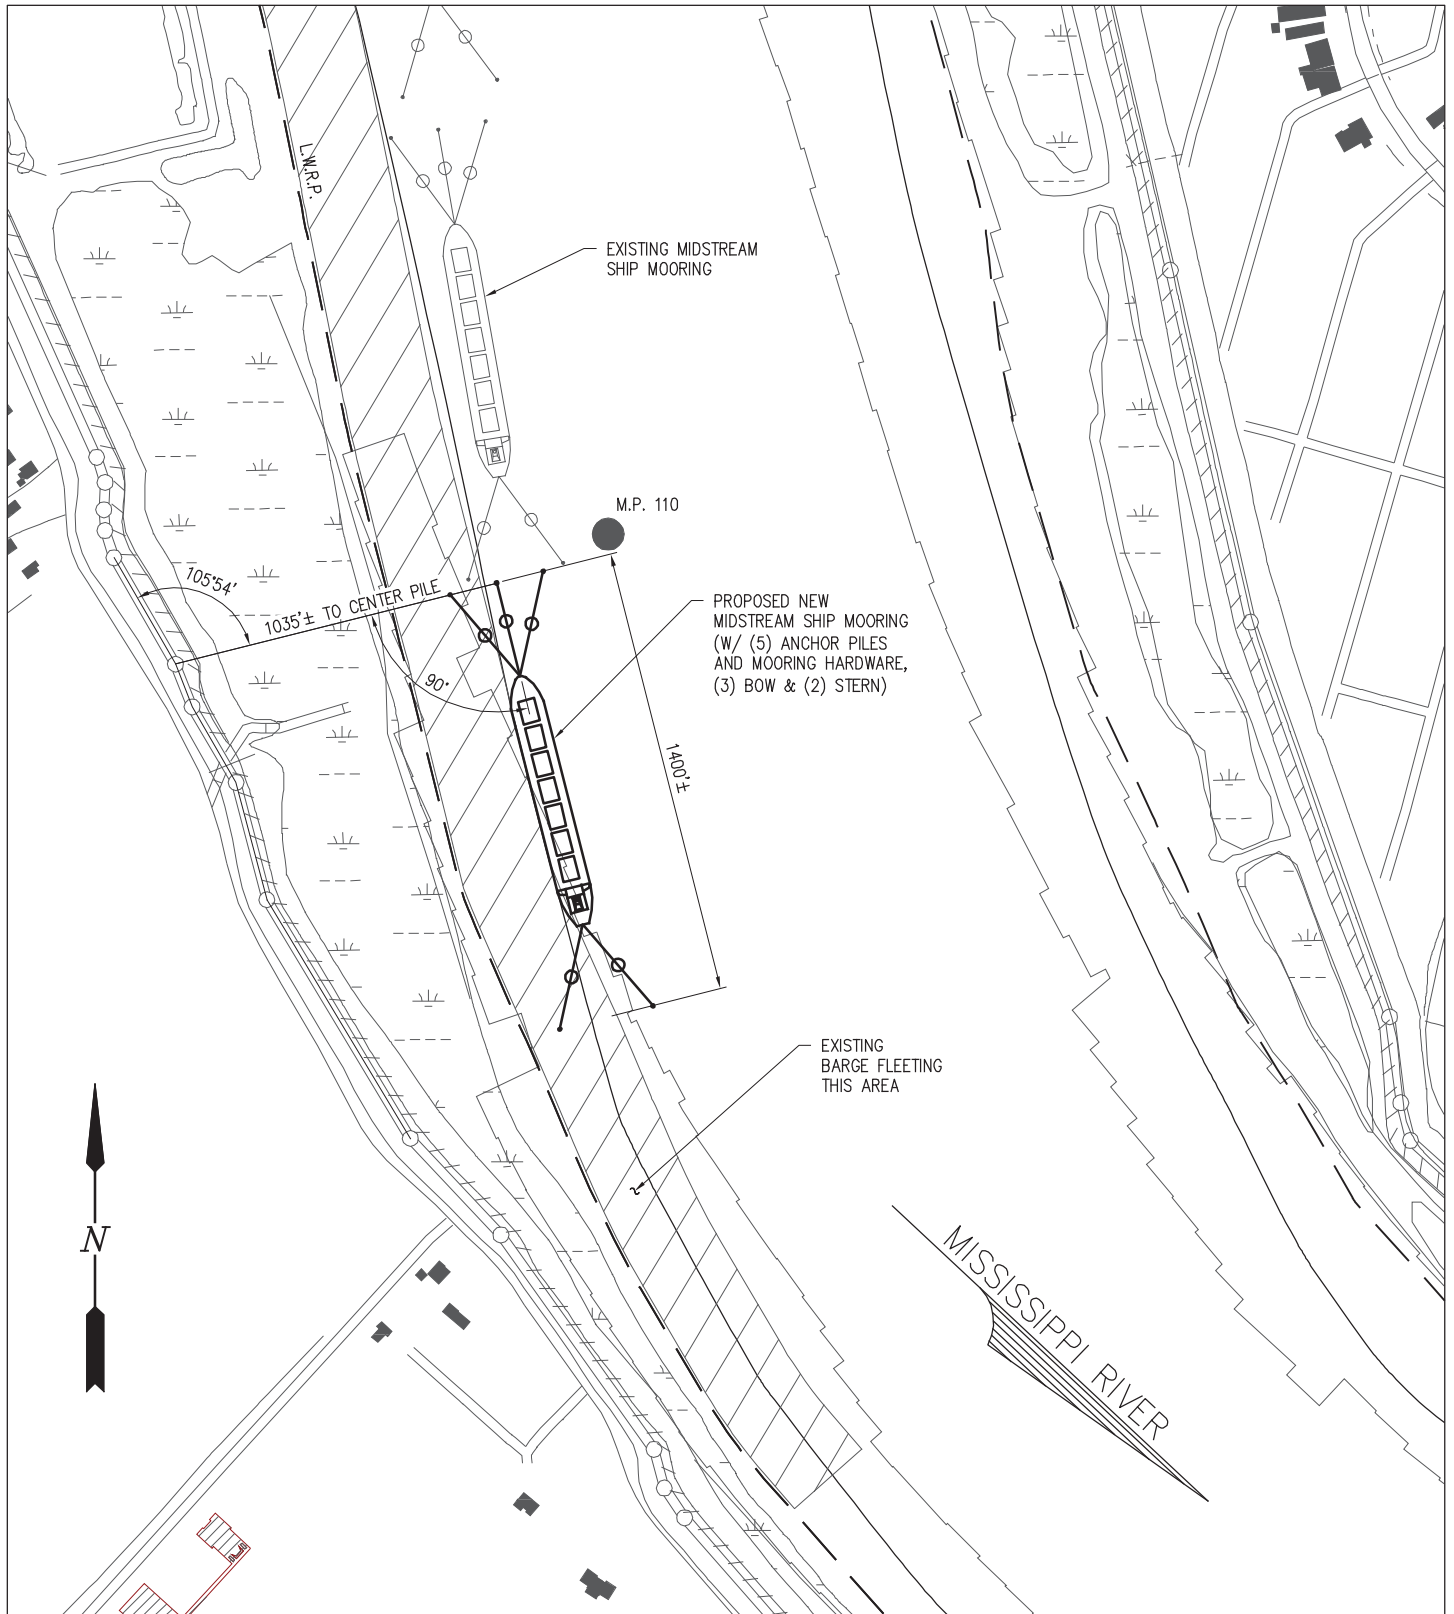 L.W.R.P.
EXISTING MIDSTREAM
SHIP MOORING
M.P. 110
105°54'
1035'± TO CENTER PILE
PROPOSED NEW
MIDSTREAM SHIP MOORING
(W/ (5) ANCHOR PILES
AND MOORING HARDWARE,
(3) BOW & (2) STERN)
90°
1400'±
EXISTING
BARGE FLEETING
THIS AREA
N
MISSISSIPPI RIVER